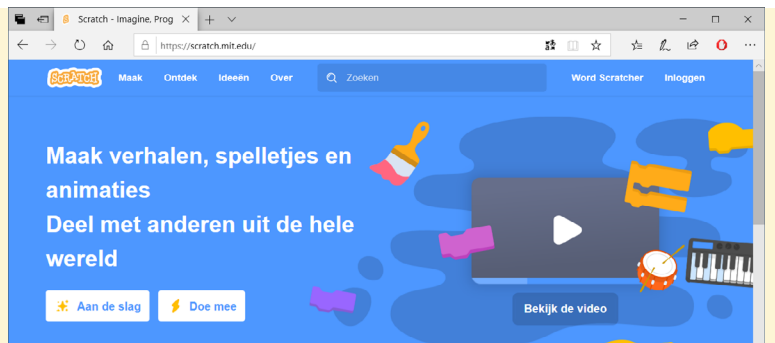 Scratch - Imagine, Prog
https://scratch.mit.edu/
SCRATCH Maak Ontdek Ideeën Over Zoeken Word Scratcher Inloggen
Maak verhalen, spelletjes en
animaties
Deel met anderen uit de hele
wereld
Aan de slag Doe mee
Bekijk de video